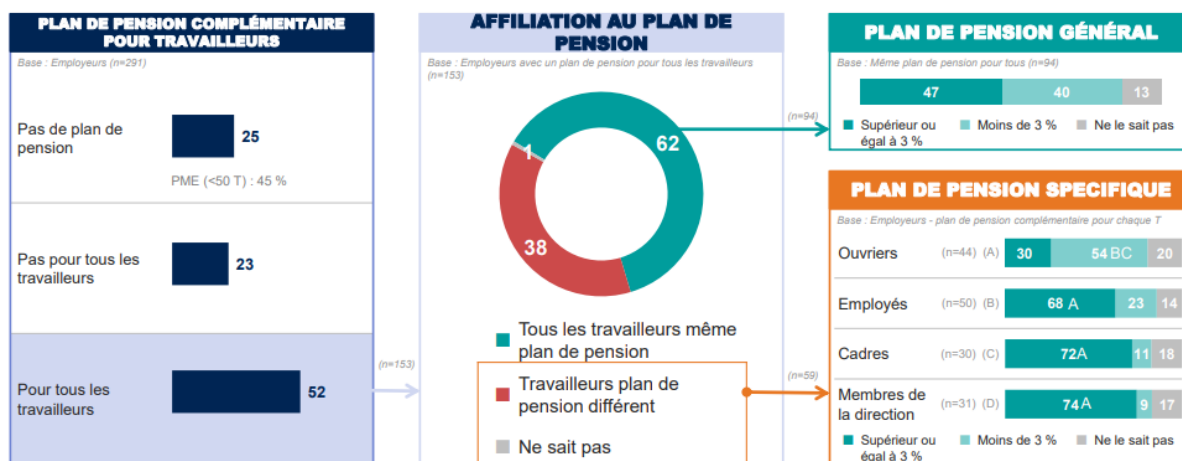 PLAN DE PENSION COMPLÉMENTAIRE
POUR TRAVAILLEURS
Base : Employeurs (n=291)
Pas de plan de
pension
25
PME (<50 T) : 45 %
Pas pour tous les
travailleurs
23
Pour tous les
travailleurs
52
(n=153)
AFFILIATION AU PLAN DE
PENSION
Base : Employeurs avec un plan de pension pour tous les travailleurs
(n=153)
62
1
38
Tous les travailleurs même
plan de pension
Travailleurs plan de
pension différent
Ne sait pas
(n=94)
(n=59)
PLAN DE PENSION GÉNÉRAL
Base : Même plan de pension pour tous (n=94)
47 40 13
Supérieur ou
égal à 3 %
Moins de 3 %
Ne le sait pas
PLAN DE PENSION SPECIFIQUE
Base : Employeurs - plan de pension complémentaire pour chaque T
Ouvriers (n=44) (A) 30 54 BC 20
Employés (n=50) (B) 68 A 23 14
Cadres (n=30) (C) 72A 11 18
Membres de
la direction
(n=31) (D) 74 A 9 17
Supérieur ou
égal à 3 %
Moins de 3 %
Ne le sait pas